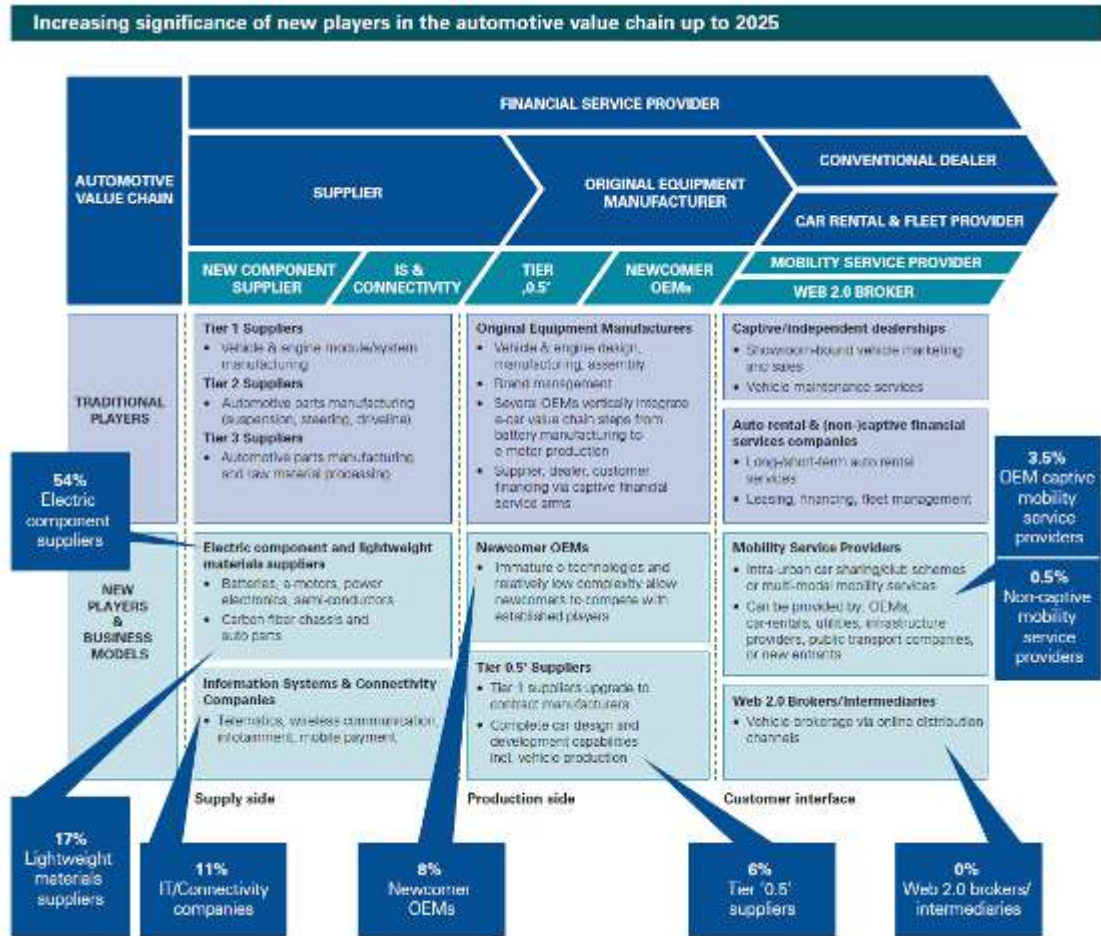 Increasing significance of new players in the automotive value chain up to 2025
AUTOMOTIVE
VALUE CHAIN
FINANCIAL SERVICE PROVIDER
SUPPLIER
ORIGINAL EQUIPMENT
MANUFACTURER
CONVENTIONAL DEALER
CAR RENTAL & FLEET PROVIDER
NEW COMPONENT
SUPPLIER
IS &
CONNECTIVITY
TIER
‚0.5'
NEWCOMER
OEMs
MOBILITY SERVICE PROVIDER
WEB 2.0 BROKER
TRADITIONAL
PLAYERS
Tier 1 Suppliers
• Vehicle & engine module/system
manufacturing
Tier 2 Suppliers
• Automotive parts manufacturing
(suspension, steering, driveline)
Tier 3 Suppliers
• Automotive parts manufacturing
and raw material processing
Original Equipment Manufacturers
• Vehicle & engine design,
manufacturing, assembly
• Brand management
• Several OEMs vertically integrate
e-car value chain steps from
battery manufacturing to
e-motor production
• Supplier, dealer, customer
financing via captive financial
service arms
Captive/independent dealerships
• Showroom-bound vehicle marketing
and sales
• Vehicle maintenance services
Auto rental & (non-)captive financial
services companies
• Long-/short-term auto rental
services
• Leasing, financing, fleet management
54%
Electric
component
suppliers
3.5%
OEM captive
mobility
service
providers
0.5%
Non-captive
mobility
service
providers
NEW
PLAYERS
&
BUSINESS
MODELS
Electric component and lightweight
materials suppliers
• Batteries, e-motors, power
electronics, semi-conductors
• Carbon fiber chassis and
auto parts
Information Systems & Connectivity
Companies
• Telematics, wireless communication,
infotainment, mobile payment
Newcomer OEMs
• Immature e-technologies and
relatively low complexity allow
newcomers to compete with
established players
Tier 0.5' Suppliers
• Tier 1 suppliers upgrade to
contract manufacturers
• Complete car design and
development capabilities
incl. vehicle production
Mobility Service Providers
• Intra-urban car sharing/club schemes
or multi-modal mobility services
• Can be provided by: OEMs,
car-rentals, utilities, infrastructure
providers, public transport companies,
or new entrants
Web 2.0 Brokers/Intermediaries
• Vehicle brokerage via online distribution
channels
Supply side
Production side
Customer interface
17%
Lightweight
materials
suppliers
11%
IT/Connectivity
companies
8%
Newcomer
OEMs
6%
Tier '0.5'
suppliers
0%
Web 2.0 brokers/
intermediaries